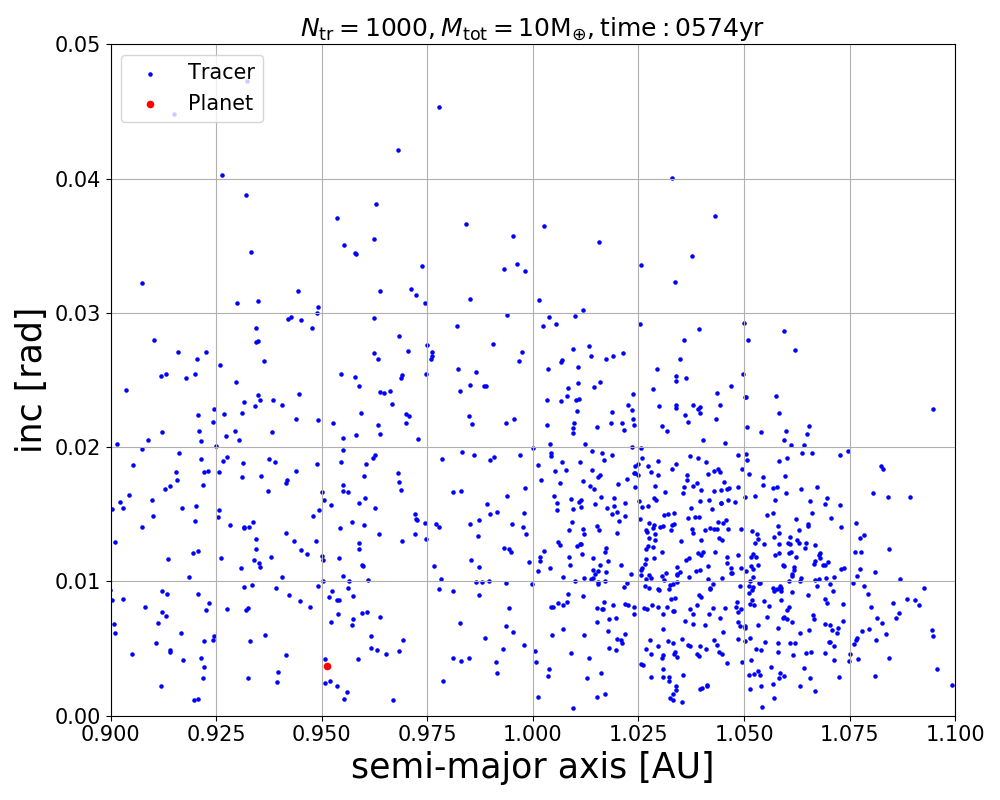 N_tr = 1000, M_tot = 10M_⊕, time : 0574yr
Tracer
Planet
inc [rad]
0.05
0.04
0.03
0.02
0.01
0.00
0.900 0.925 0.950 0.975 1.000 1.025 1.050 1.075 1.100
semi-major axis [AU]